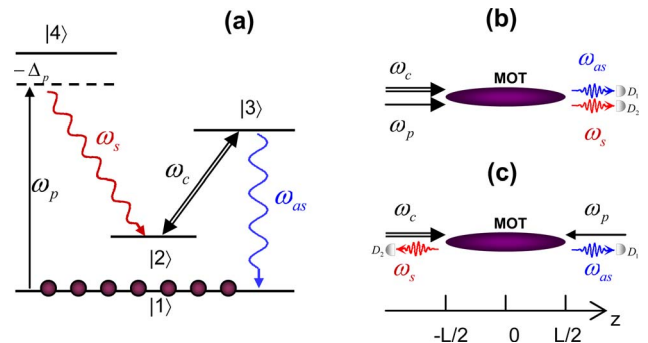 (a)
|4⟩
−Δp
|3⟩
ωs
ωp
ωc
ωas
|2⟩
|1⟩
(b)
ωc
MOT
ωas
D1
ωp
D2
ωs
(c)
ωc
MOT
ωp
D2
D1
ωs
ωas
z
-L/2 0 L/2